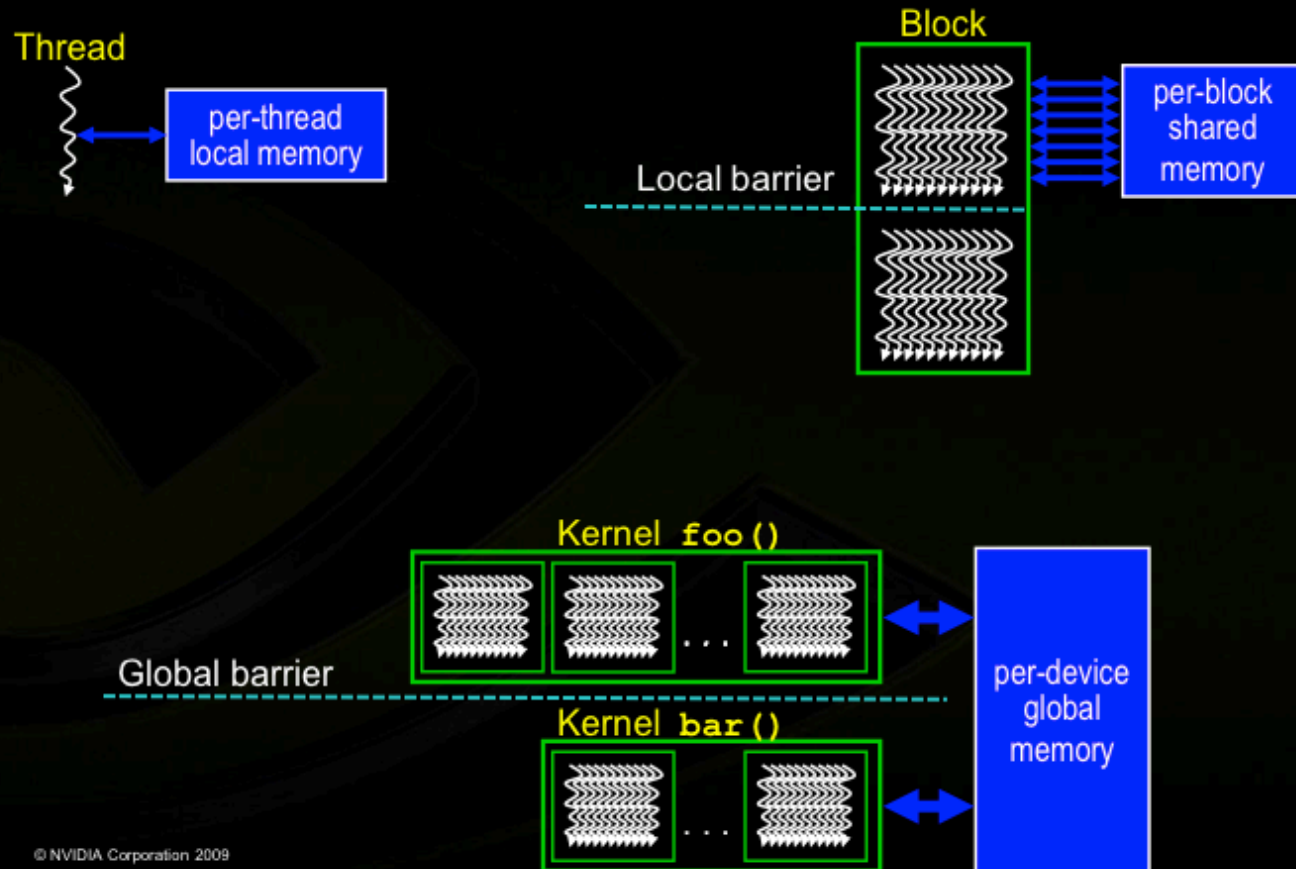 Thread
per-thread
local memory
Block
per-block
shared
memory
Local barrier
Kernel foo()
. . .
Global barrier
per-device
global
memory
Kernel bar()
. . .
© NVIDIA Corporation 2009